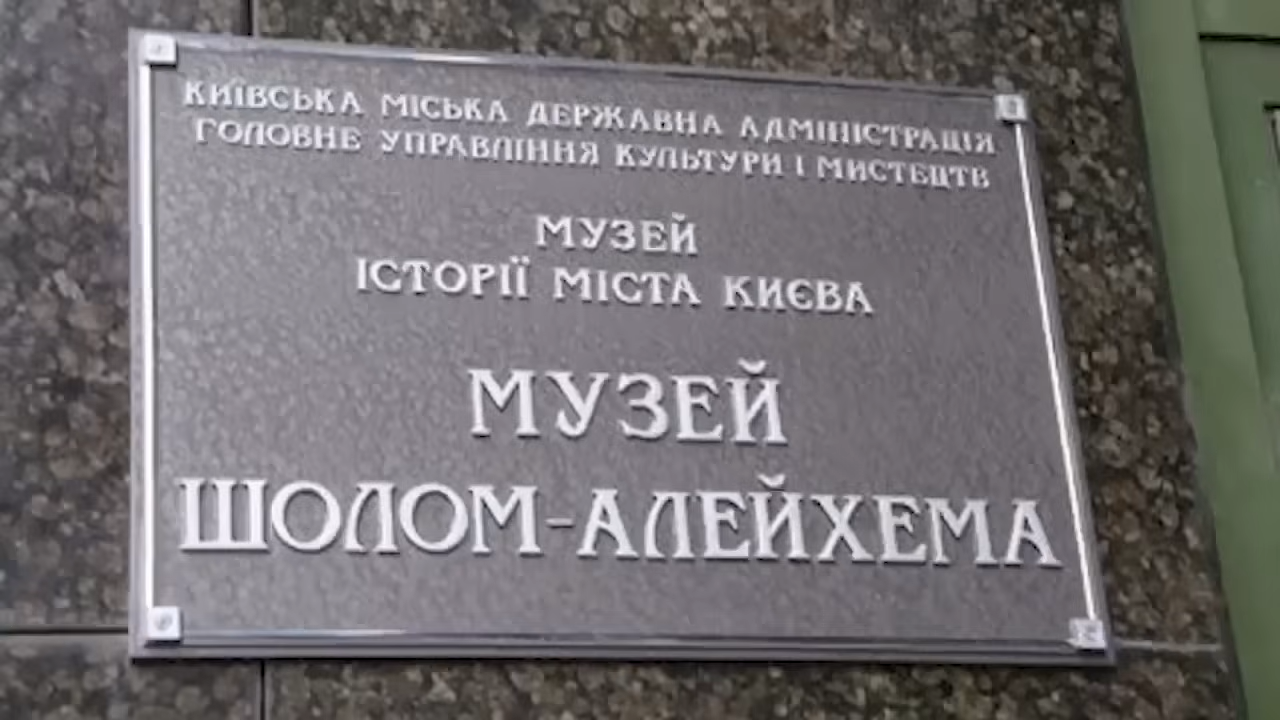 КИЇВСЬКА МІСЬКА ДЕРЖАВНА АДМІНІСТРАЦІЯ
ГОЛОВНЕ УПРАВЛІННЯ КУЛЬТУРИ І МИСТЕЦТВ
МУЗЕЙ
ІСТОРІЇ МІСТА КИЄВА
МУЗЕЙ
ШОЛОМ-АЛЕЙХЕМА